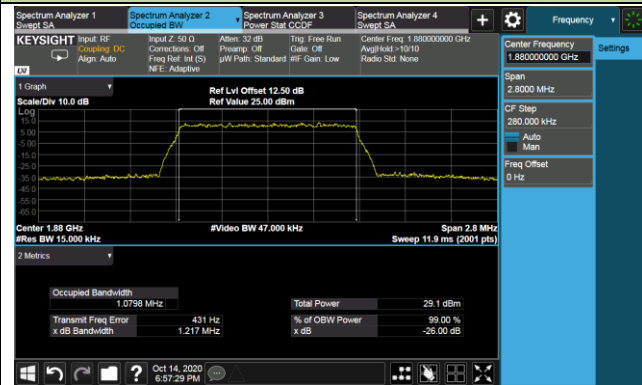 Spectrum Analyzer 1
Swept SA
Spectrum Analyzer 2
Occupied BW
Spectrum Analyzer 3
Power Stat CCDF
Spectrum Analyzer 4
Swept SA
+
Frequency
KEYSIGHT
Input: RF
Coupling: DC
Align: Auto
Input Z: 50 Ω
Corrections: Off
Freq Ref: Int (S)
NFE: Adaptive
Atten: 32 dB
Preamp: Off
µW Path: Standard
Trig: Free Run
Gate: Off
#IF Gain: Low
Center Freq: 1.880000000 GHz
Avg|Hold:>10/10
Radio Std: None
LXI
Center Frequency
1.880000000 GHz
Settings
Span
2.8000 MHz
CF Step
280.000 kHz
Auto
Man
Freq Offset
0 Hz
1 Graph
Scale/Div 10.0 dB
Ref Lvl Offset 12.50 dB
Ref Value 25.00 dBm
Log
15.0
5.00
-5.00
-15.0
-25.0
-35.0
-45.0
-55.0
-65.0
Center 1.88 GHz
#Video BW 47.000 kHz
Span 2.8 MHz
#Res BW 15.000 kHz
Sweep 11.9 ms (2001 pts)
2 Metrics
Occupied Bandwidth
1.0798 MHz
Total Power 29.1 dBm
Transmit Freq Error 431 Hz
% of OBW Power 99.00 %
x dB Bandwidth 1.217 MHz
x dB -26.00 dB
?
Oct 14, 2020
6:57:29 PM